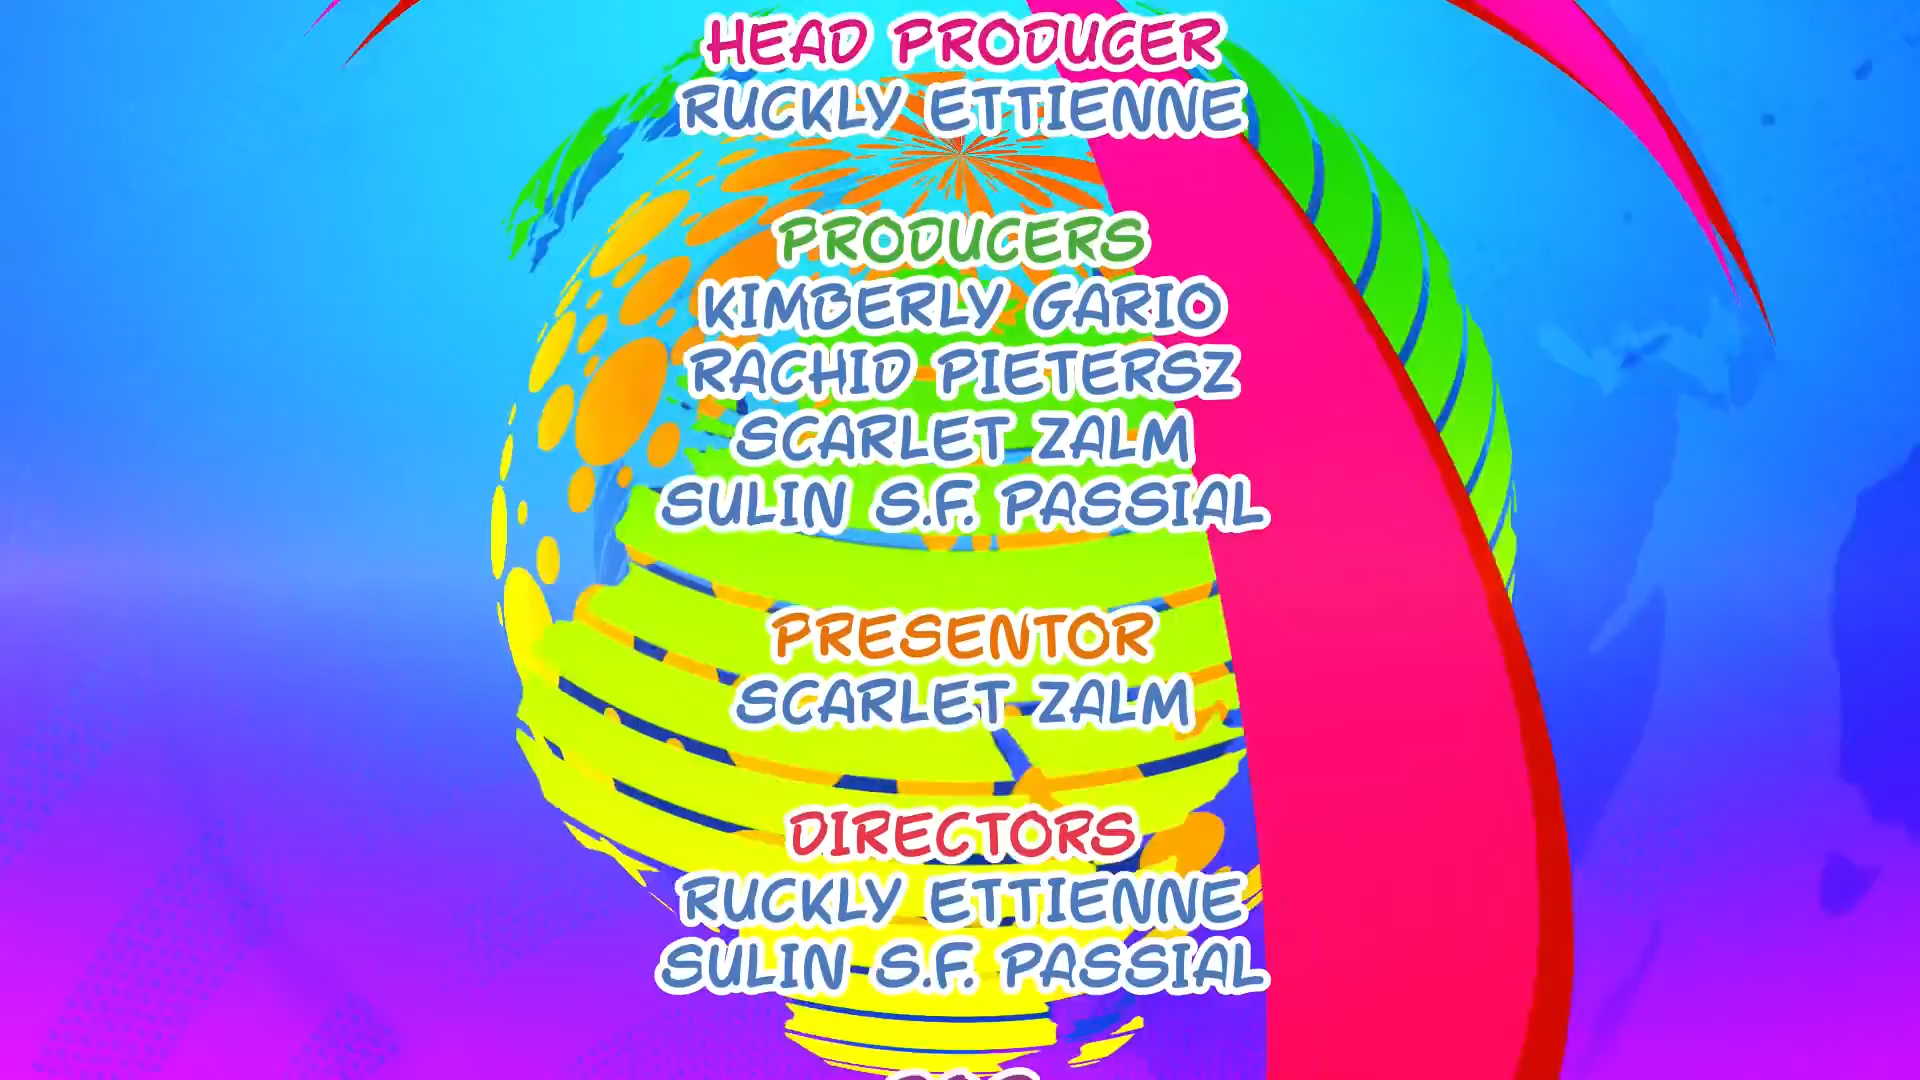 HEAD PRODUCER
RUCKLY ETTIENNE
PRODUCERS
KIMBERLY GARIO
RACHID PIETERSZ
SCARLET ZALM
SULIN S.F. PASSIAL
PRESENTOR
SCARLET ZALM
DIRECTORS
RUCKLY ETTIENNE
SULIN S.F. PASSIAL